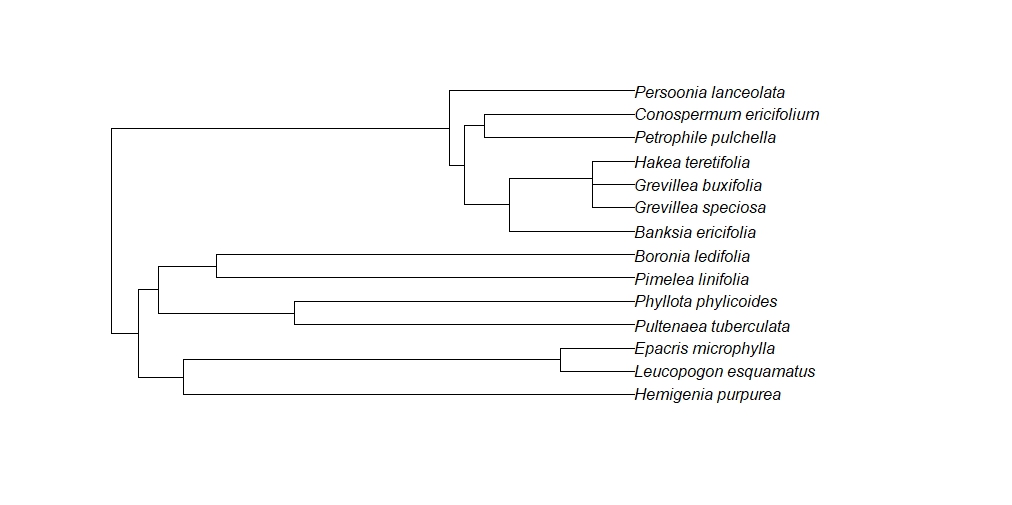 Persoonia lanceolata
Conospermum ericifolium
Petrophile pulchella
Hakea teretifolia
Grevillea buxifolia
Grevillea speciosa
Banksia ericifolia
Boronia ledifolia
Pimelea linifolia
Phyllota phylicoides
Pultenaea tuberculata
Epacris microphylla
Leucopogon esquamatus
Hemigenia purpurea